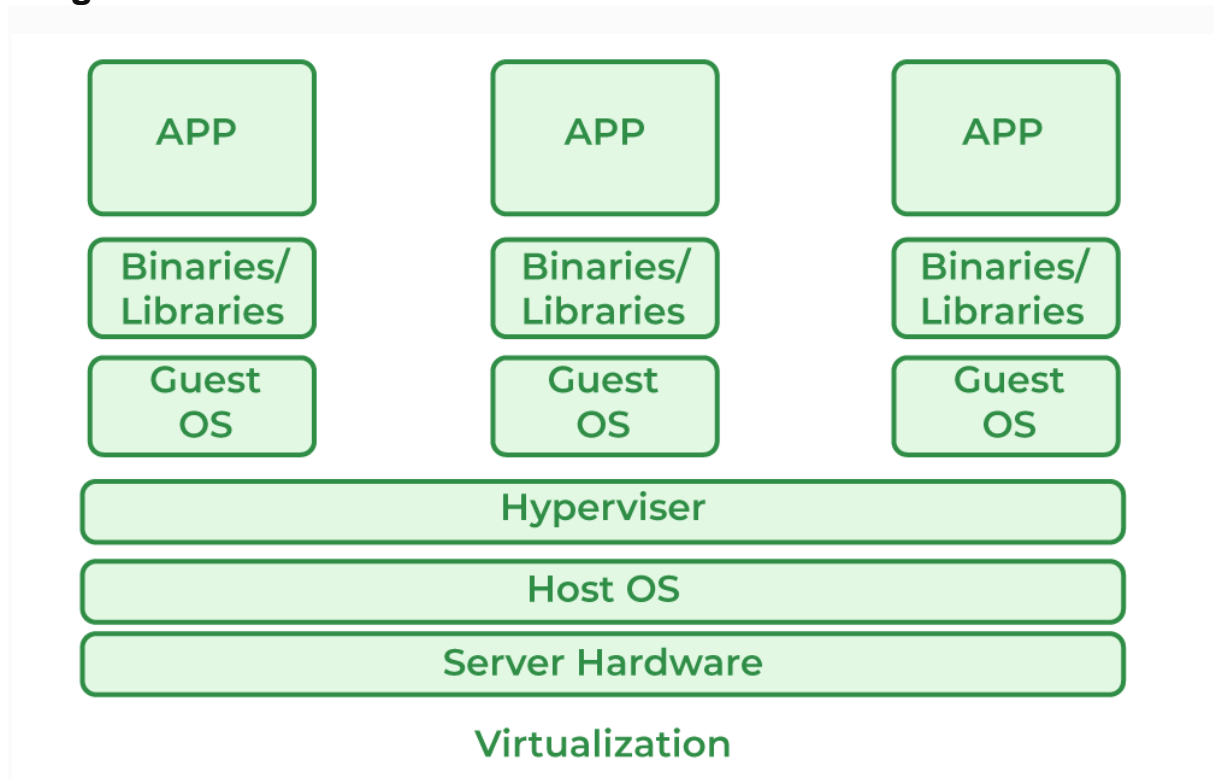 APP APP APP
Binaries/ Binaries/ Binaries/
Libraries Libraries Libraries
Guest Guest Guest
OS OS OS
Hyperviser
Host OS
Server Hardware
Virtualization